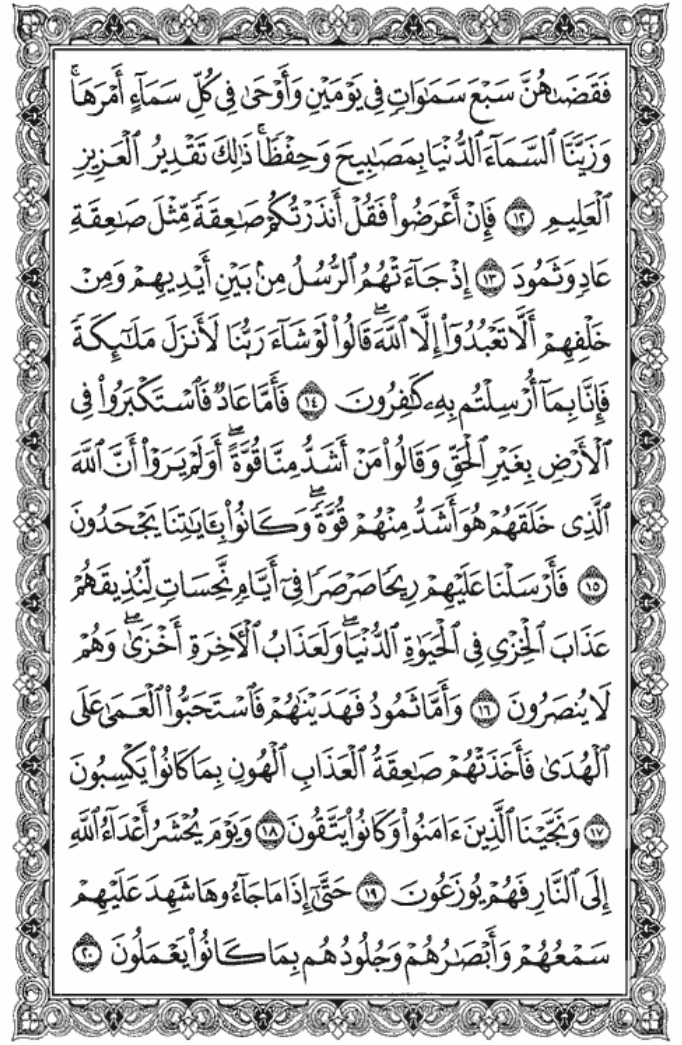 فَقَضَىٰهُنَّ سَبْعَ سَمَٰوَاتٍ فِي يَوْمَيْنِ وَأَوْحَىٰ فِي كُلِّ سَمَآءٍ أَمْرَهَاۚ
وَزَيَّنَّا ٱلسَّمَآءَ ٱلدُّنْيَا بِمَصَٰبِيحَ وَحِفْظٗاۚ ذَٰلِكَ تَقْدِيرُ ٱلْعَزِيزِ
ٱلْعَلِيمِ ١٢ فَإِنْ أَعْرَضُوا۟ فَقُلْ أَنذَرْتُكُمْ صَٰعِقَةٗ مِّثْلَ صَٰعِقَةِ
عَادٖ وَثَمُودَ ١٣ إِذْ جَآءَتْهُمُ ٱلرُّسُلُ مِنۢ بَيْنِ أَيْدِيهِمْ وَمِنْ
خَلْفِهِمْ أَلَّا تَعْبُدُوٓا۟ إِلَّا ٱللَّهَۖ قَالُوا۟ لَوْ شَآءَ رَبُّنَا لَأَنزَلَ مَلَٰٓئِكَةٗ
فَإِنَّا بِمَآ أُرْسِلْتُم بِهِۦ كَٰفِرُونَ ١٤ فَأَمَّا عَادٞ فَٱسْتَكْبَرُوا۟ فِي
ٱلْأَرْضِ بِغَيْرِ ٱلْحَقِّ وَقَالُوا۟ مَنْ أَشَدُّ مِنَّا قُوَّةًۖ أَوَلَمْ يَرَوْا۟ أَنَّ ٱللَّهَ
ٱلَّذِي خَلَقَهُمْ هُوَ أَشَدُّ مِنْهُمْ قُوَّةٗۖ وَكَانُوا۟ بِـَٔايَٰتِنَا يَجْحَدُونَ
١٥ فَأَرْسَلْنَا عَلَيْهِمْ رِيحٗا صَرْصَرٗا فِيٓ أَيَّامٖ نَّحِسَاتٖ لِّنُذِيقَهُمْ
عَذَابَ ٱلْخِزْيِ فِي ٱلْحَيَوٰةِ ٱلدُّنْيَاۖ وَلَعَذَابُ ٱلْأٓخِرَةِ أَخْزَىٰۖ وَهُمْ
لَا يُنصَرُونَ ١٦ وَأَمَّا ثَمُودُ فَهَدَيْنَٰهُمْ فَٱسْتَحَبُّوا۟ ٱلْعَمَىٰ عَلَى
ٱلْهُدَىٰ فَأَخَذَتْهُمْ صَٰعِقَةُ ٱلْعَذَابِ ٱلْهُونِ بِمَا كَانُوا۟ يَكْسِبُونَ
١٧ وَنَجَّيْنَا ٱلَّذِينَ ءَامَنُوا۟ وَكَانُوا۟ يَتَّقُونَ ١٨ وَيَوْمَ يُحْشَرُ أَعْدَآءُ ٱللَّهِ
إِلَى ٱلنَّارِ فَهُمْ يُوزَعُونَ ١٩ حَتَّىٰٓ إِذَا مَا جَآءُوهَا شَهِدَ عَلَيْهِمْ
سَمْعُهُمْ وَأَبْصَٰرُهُمْ وَجُلُودُهُم بِمَا كَانُوا۟ يَعْمَلُونَ ٢٠